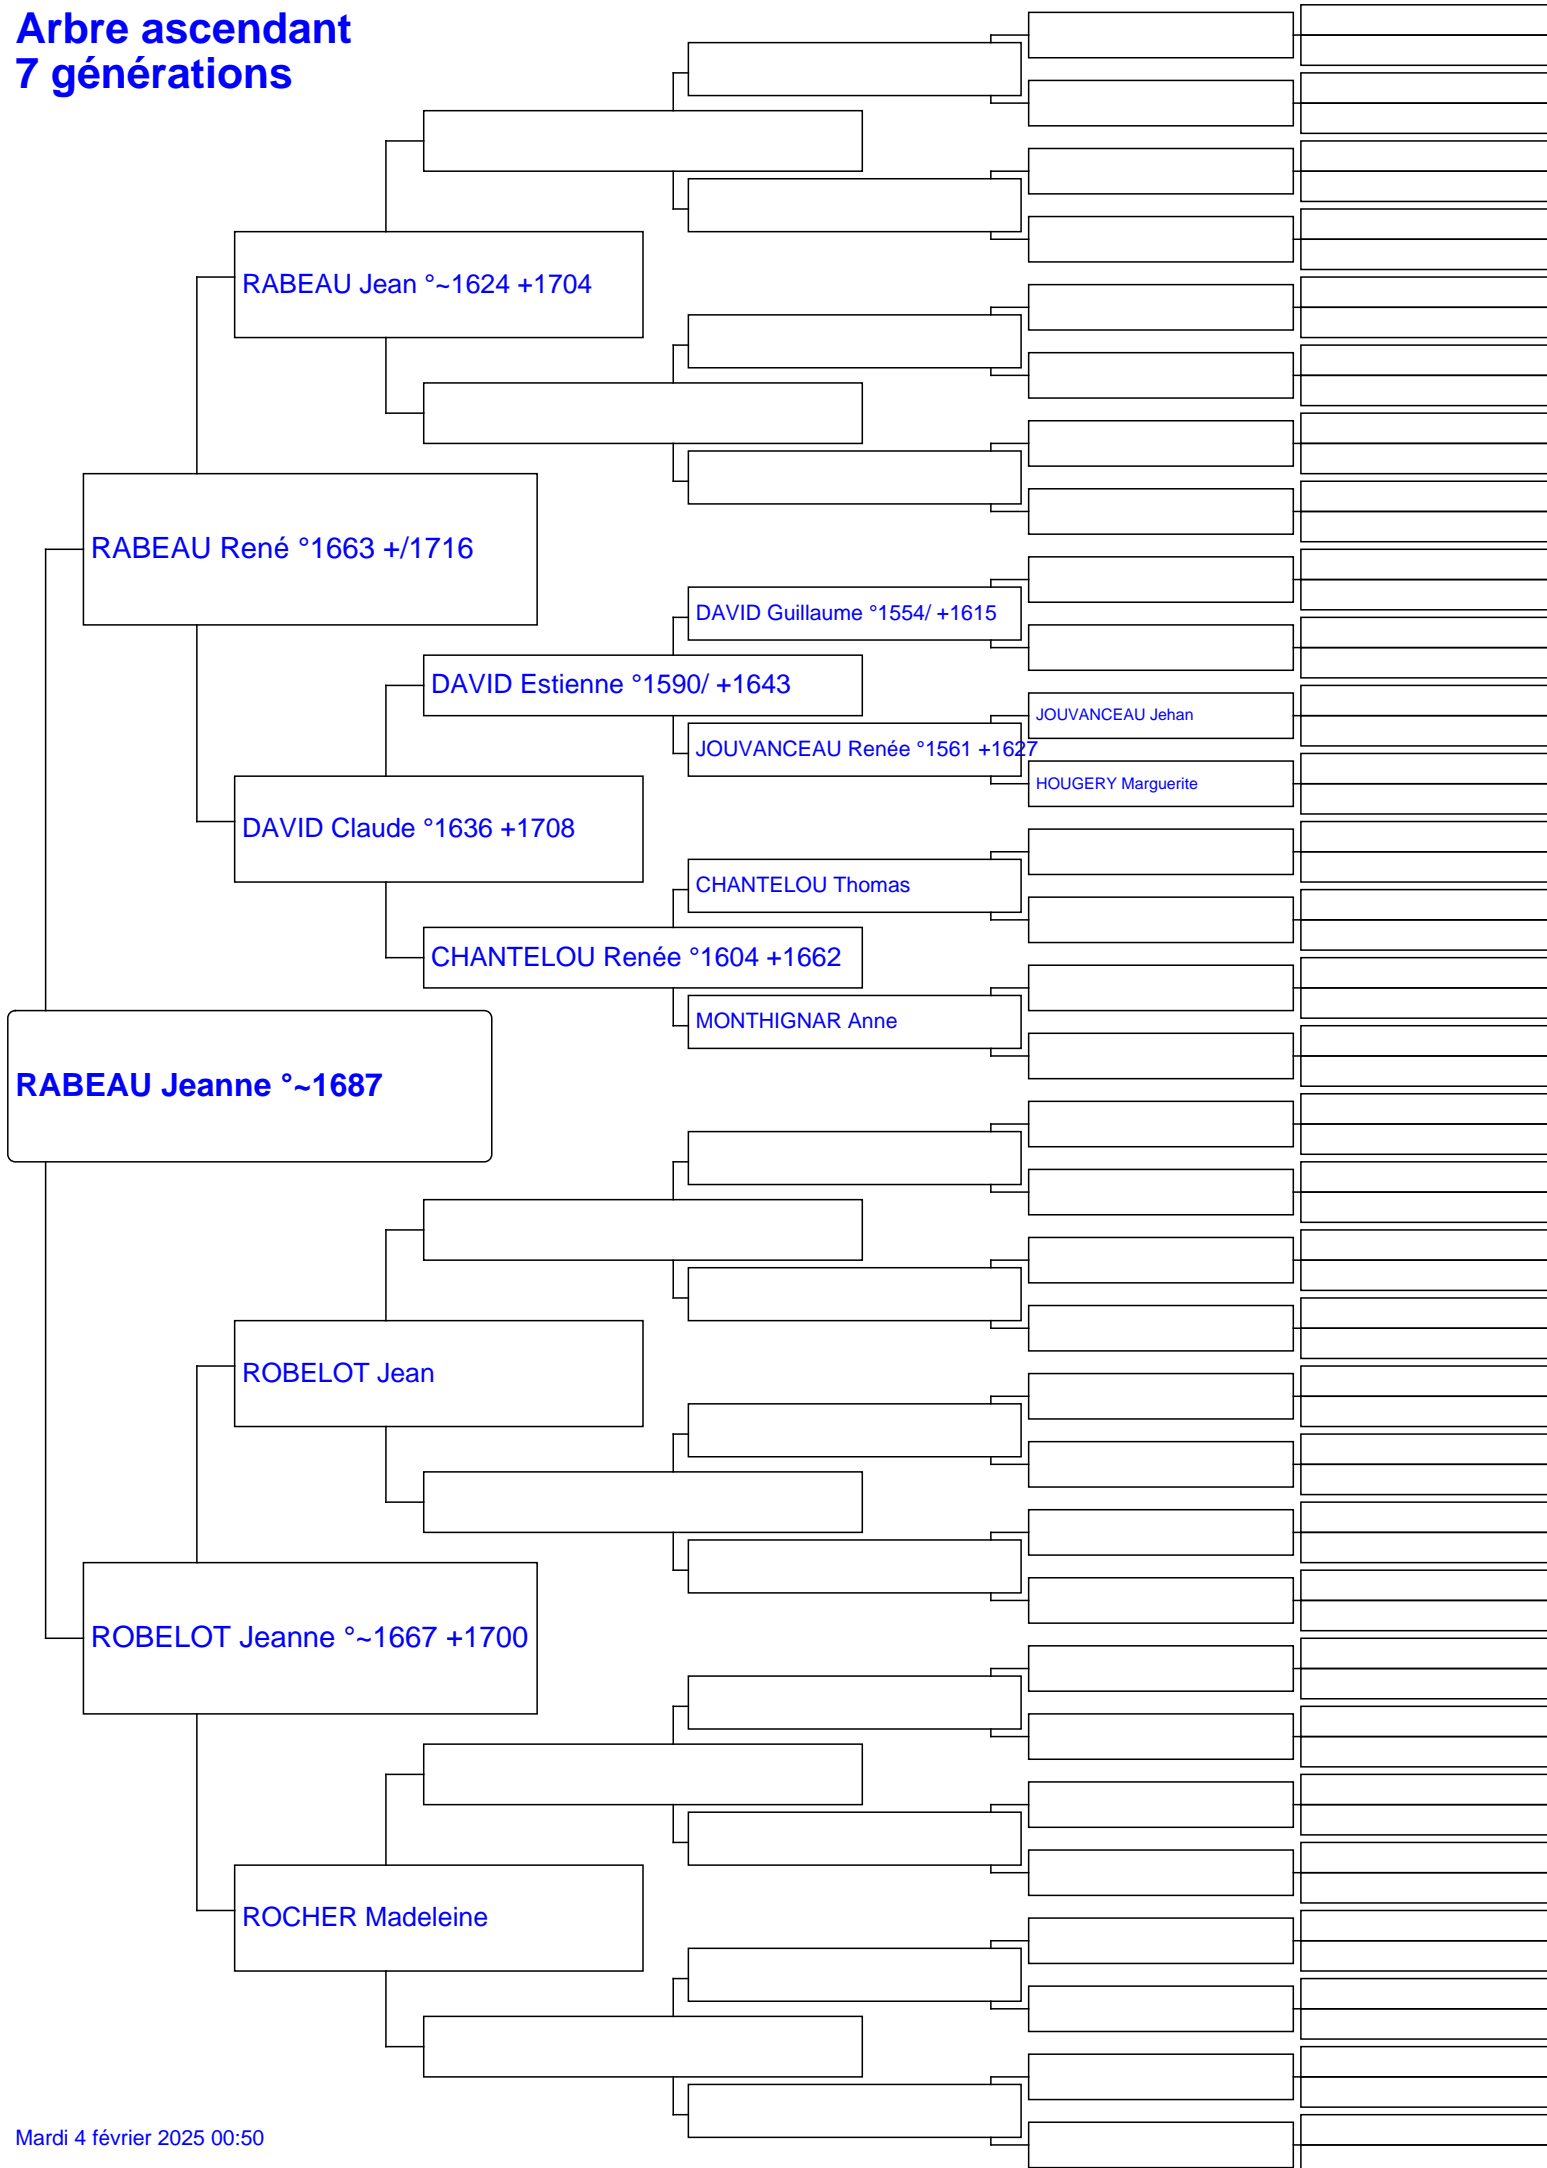 Arbre ascendant
7 générations
RABEAU Jean °~1624 +1704
RABEAU René °1663 +/1716
DAVID Guillaume °1554/ +1615
DAVID Estienne °1590/ +1643
JOUVANCEAU Jehan
JOUVANCEAU Renée °1561 +1627
HOUGERY Marguerite
DAVID Claude °1636 +1708
CHANTELOU Thomas
CHANTELOU Renée °1604 +1662
MONTHIGNAR Anne
RABEAU Jeanne °~1687
ROBELOT Jean
ROBELOT Jeanne °~1667 +1700
ROCHER Madeleine
Mardi 4 février 2025 00:50